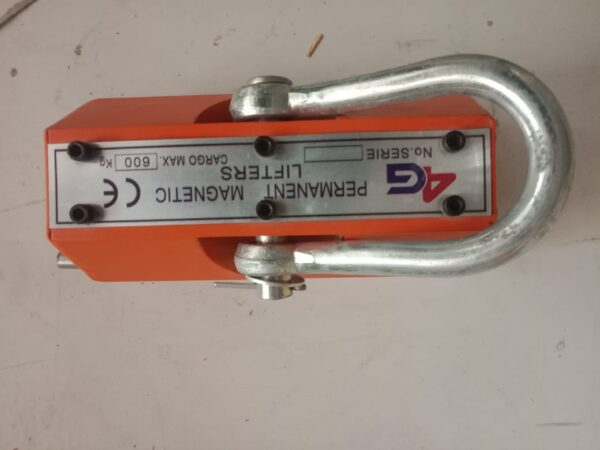 4G
PERMANENT MAGNETIC
LIFTERS
CE
No.SERIE
CARGO MAX. 600 Kg